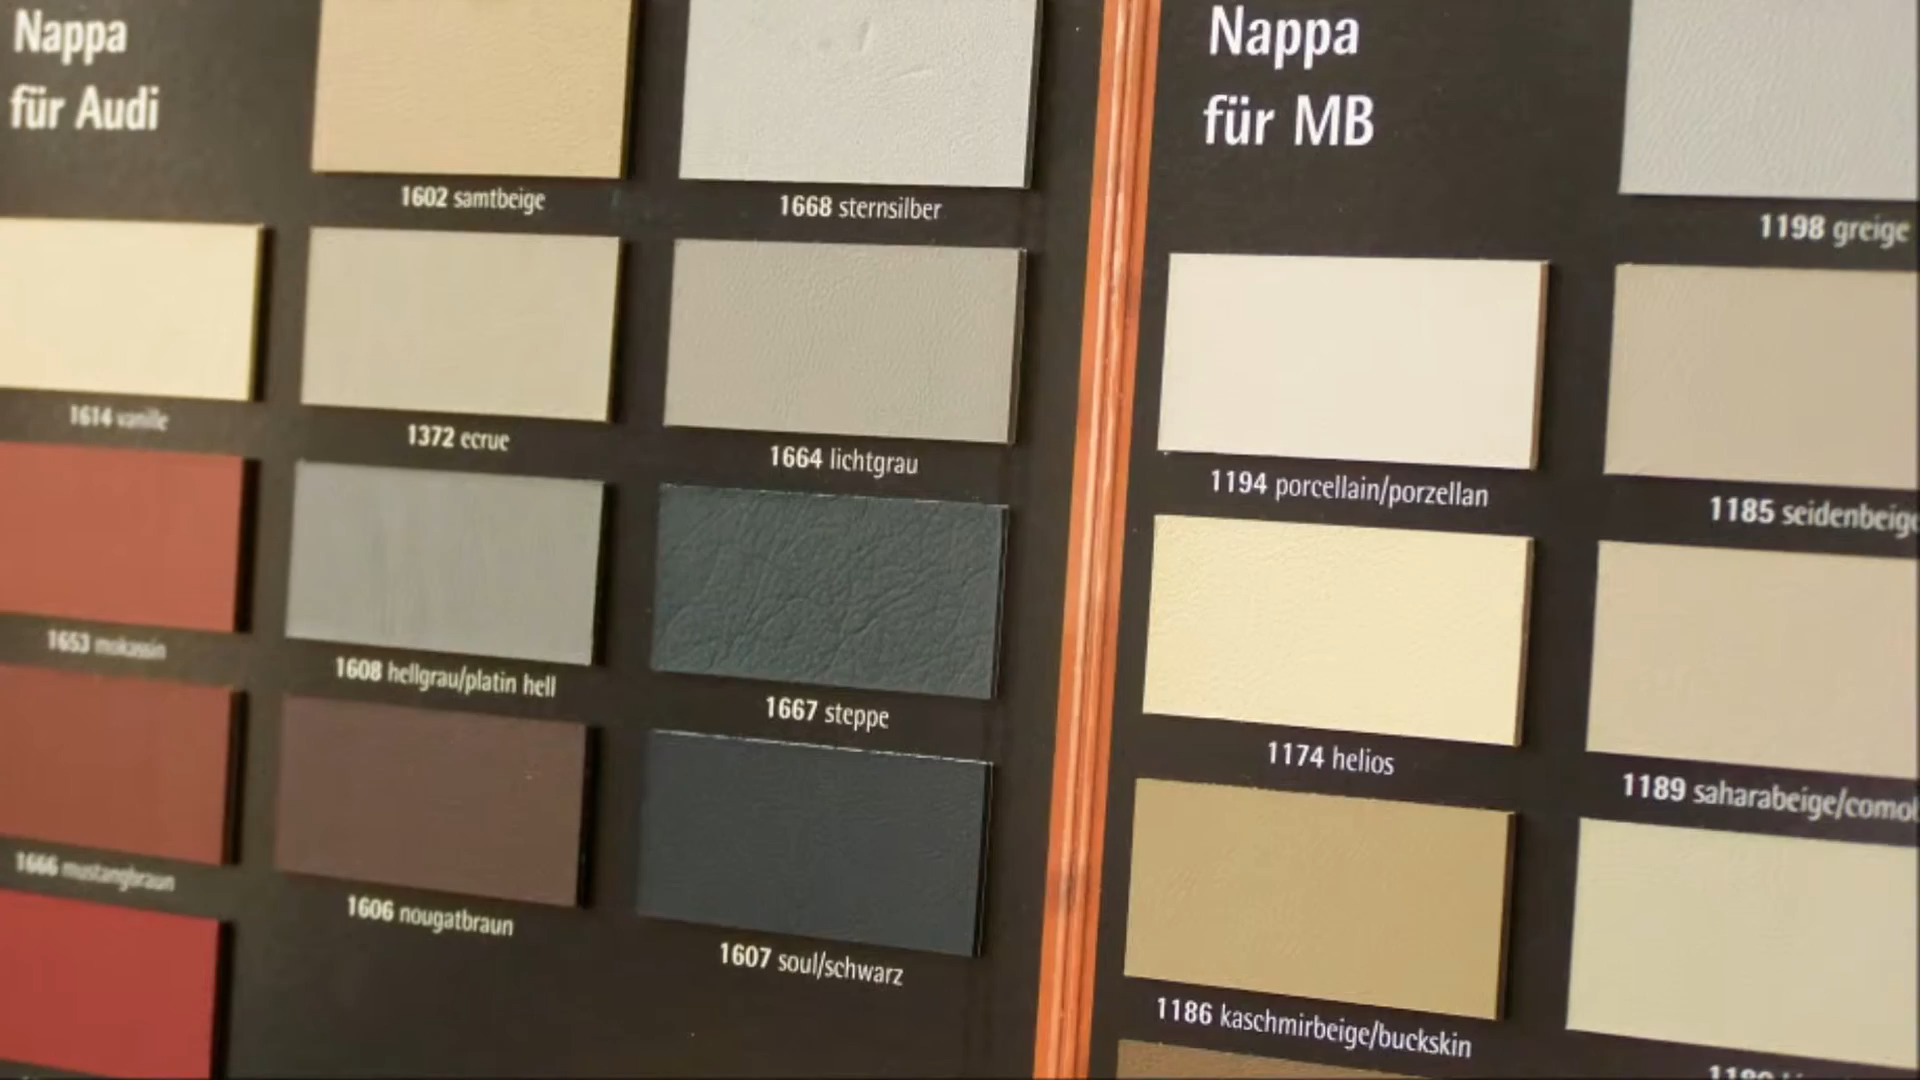 Nappa
für Audi
1602 samtbeige
1668 sternsilber
1614 vanille
1372 ecrue
1664 lichtgrau
1653 mokassin
1608 hellgrau/platin hell
1667 steppe
1666 mustangbraun
1606 nougatbraun
1607 soul/schwarz
Nappa
für MB
1198 greige
1194 porcellain/porzellan
1185 seidenbeige
1174 helios
1189 saharabeige/
1186 kaschmirbeige/buckskin